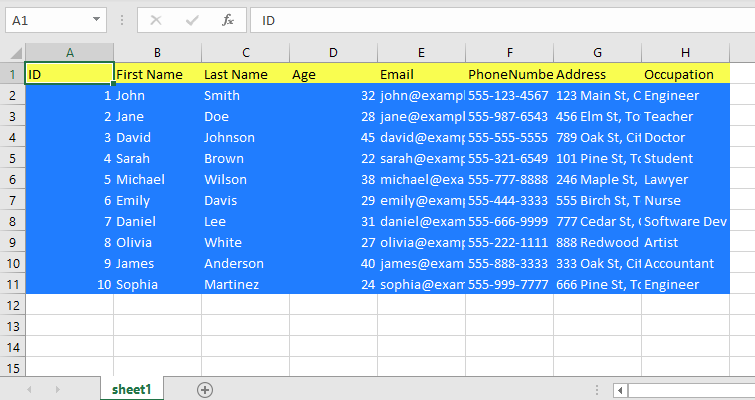 A1 fx ID
A B C D E F G H
1 ID First Name Last Name Age Email PhoneNumbe Address Occupation
2 1 John Smith 32 john@exampl 555-123-4567 123 Main St, C Engineer
3 2 Jane Doe 28 jane@examp 555-987-6543 456 Elm St, To Teacher
4 3 David Johnson 45 david@examp 555-555-5555 789 Oak St, Cit Doctor
5 4 Sarah Brown 22 sarah@examp 555-321-6549 101 Pine St, To Student
6 5 Michael Wilson 38 michael@exa 555-777-8888 246 Maple St, Lawyer
7 6 Emily Davis 29 emily@examp 555-444-3333 555 Birch St, T Nurse
8 7 Daniel Lee 31 daniel@exam 555-666-9999 777 Cedar St, Software Dev
9 8 Olivia White 27 olivia@examp 555-222-1111 888 Redwood Artist
10 9 James Anderson 40 james@exam 555-888-3333 333 Oak St, Cit Accountant
11 10 Sophia Martinez 24 sophia@exam 555-999-7777 666 Pine St, To Engineer
12
13
14
15
sheet1